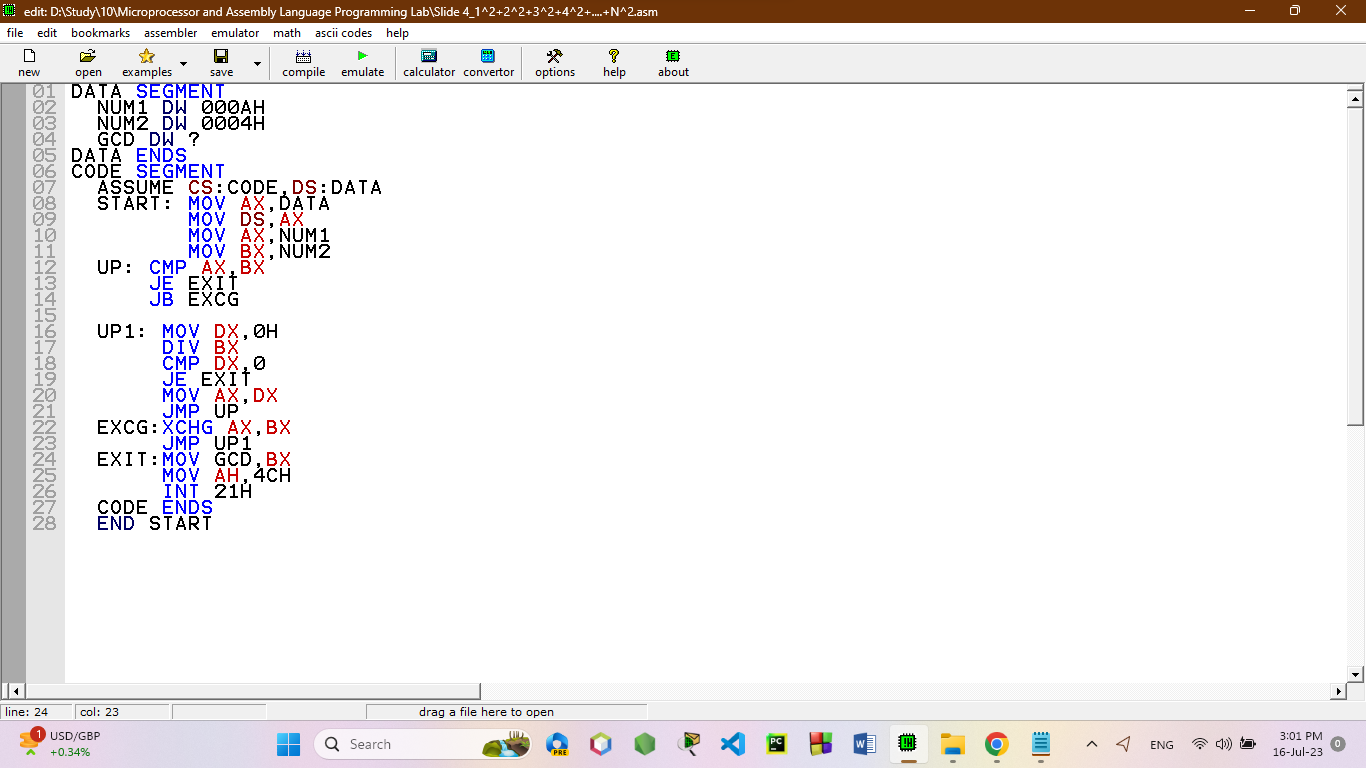 edit: D:\Study\10\Microprocessor and Assembly Language Programming Lab\Slide 4_1^2+2^2+3^2+4^2+....+N^2.asm
file edit bookmarks assembler emulator math ascii codes help
new open examples save compile emulate calculator convertor options help about
01 DATA SEGMENT
02 NUM1 DW 000AH
03 NUM2 DW 0004H
04 GCD DW ?
05 DATA ENDS
06 CODE SEGMENT
07 ASSUME CS:CODE,DS:DATA
08 START: MOV AX,DATA
09 MOV DS,AX
10 MOV AX,NUM1
11 MOV BX,NUM2
12 UP: CMP AX,BX
13 JE EXIT
14 JB EXCG
15
16 UP1: MOV DX,0H
17 DIV BX
18 CMP DX,0
19 JE EXIT
20 MOV AX,DX
21 JMP UP
22 EXCG:XCHG AX,BX
23 JMP UP1
24 EXIT:MOV GCD,BX
25 MOV AH,4CH
26 INT 21H
27 CODE ENDS
28 END START
line: 24 col: 23 drag a file here to open
1 USD/GBP
+0.34%
Search
PRE
PC
W
ENG
3:01 PM
16-Jul-23
0